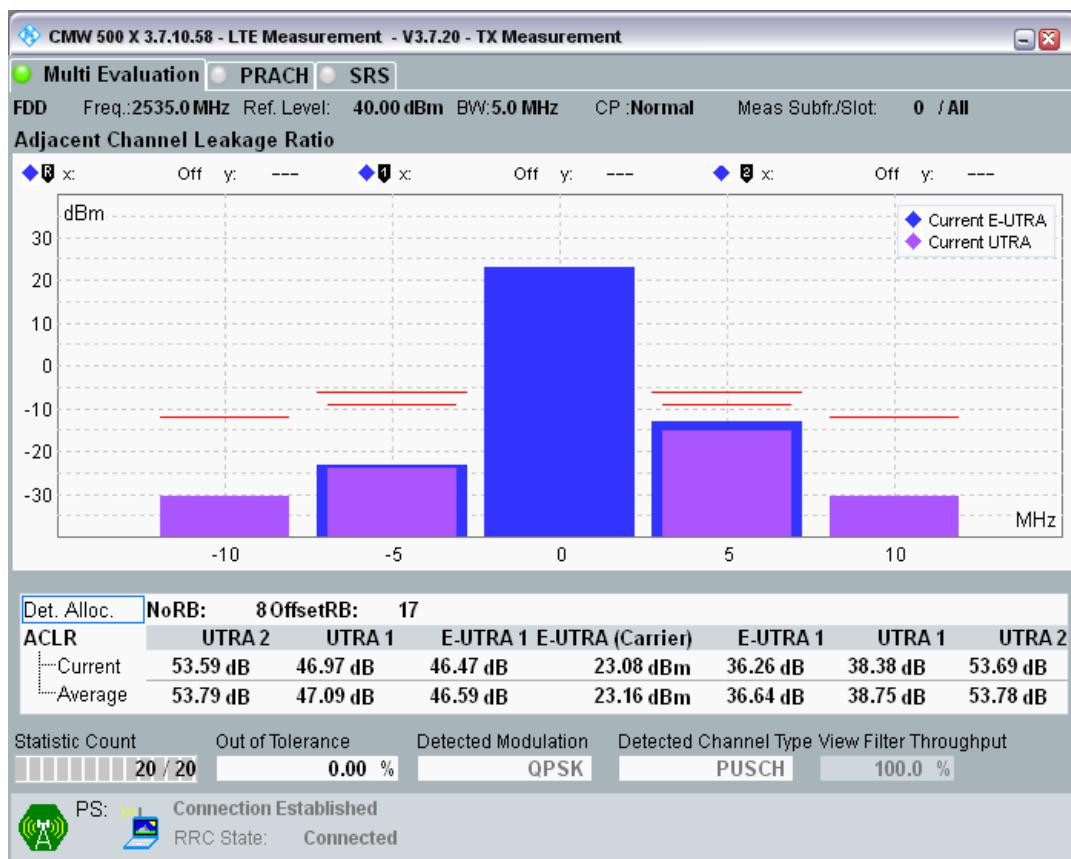 CMW 500 X 3.7.10.58 - LTE Measurement - V3.7.20 - TX Measurement
Multi Evaluation PRACH SRS
FDD Freq.:2535.0 MHz Ref. Level: 40.00 dBm BW:5.0 MHz CP :Normal Meas Subfr./Slot: 0 / All
Adjacent Channel Leakage Ratio
R x: Off y: --- 1 x: Off y: --- 2 x: Off y: ---
dBm
Current E-UTRA
Current UTRA
30
20
10
0
-10
-20
-30
MHz
-10 -5 0 5 10
Det. Alloc. NoRB: 8 OffsetRB: 17
ACLR UTRA 2 UTRA 1 E-UTRA 1 E-UTRA (Carrier) E-UTRA 1 UTRA 1 UTRA 2
Current 53.59 dB 46.97 dB 46.47 dB 23.08 dBm 36.26 dB 38.38 dB 53.69 dB
Average 53.79 dB 47.09 dB 46.59 dB 23.16 dBm 36.64 dB 38.75 dB 53.78 dB
Statistic Count Out of Tolerance Detected Modulation Detected Channel Type View Filter Throughput
20 / 20 0.00 % QPSK PUSCH 100.0 %
PS: Connection Established
RRC State: Connected